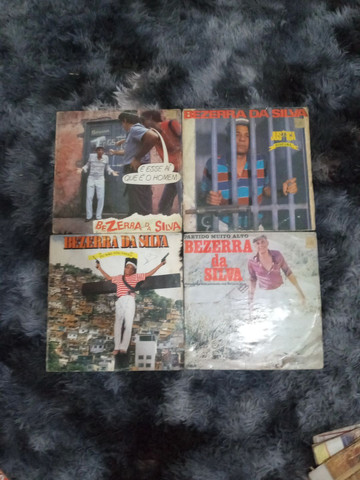 É ESSE AÍ
QUE É O HOMEM
BEZERRA DA SILVA
BEZERRA DA SILVA
BEZERRA DA SILVA
PARTIDO MUITO ALTO
BEZERRA
da
SILVA